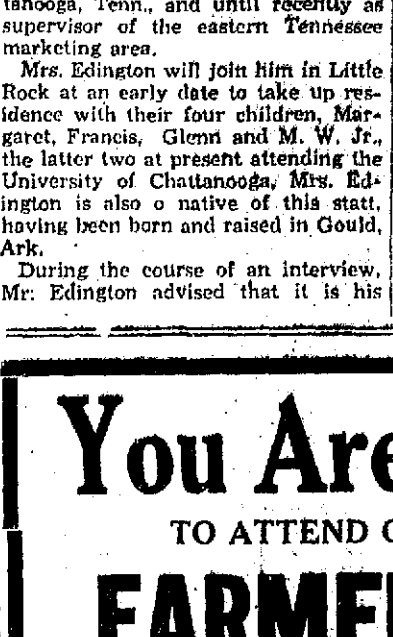 tanooga, Tenn., and until recently as
supervisor of the eastern Tennessee
marketing area.
Mrs. Edington will join him in Little
Rock at an early date to take up res-
idence with their four children, Mar-
garet, Francis, Glenn and M. W. Jr.,
the latter two at present attending the
University of Chattanooga, Mrs. Ed-
ington is also o native of this statt,
having been born and raised in Gould,
Ark.
During the course of an interview,
Mr. Edington advised that it is his
You Are
TO ATTEND
FARME